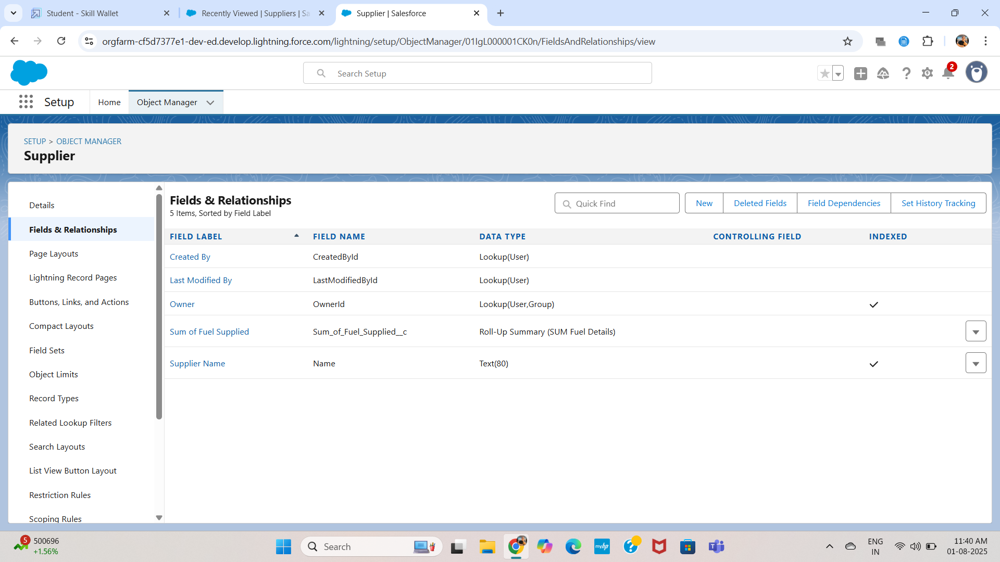 Student - Skill Wallet
Recently Viewed | Suppliers | Sa
Supplier | Salesforce
orgfarm-cf5d7377e1-dev-ed.develop.lightning.force.com/lightning/setup/ObjectManager/01IgL000001CK0n/FieldsAndRelationships/view
Search Setup
2
Setup
Home
Object Manager
SETUP > OBJECT MANAGER
Supplier
Details
Fields & Relationships
Page Layouts
Lightning Record Pages
Buttons, Links, and Actions
Compact Layouts
Field Sets
Object Limits
Record Types
Related Lookup Filters
Search Layouts
List View Button Layout
Restriction Rules
Scoping Rules
Fields & Relationships
5 Items, Sorted by Field Label
Quick Find
New
Deleted Fields
Field Dependencies
Set History Tracking
FIELD LABEL FIELD NAME DATA TYPE CONTROLLING FIELD INDEXED
Created By CreatedById Lookup(User)
Last Modified By LastModifiedById Lookup(User)
Owner OwnerId Lookup(User,Group)
Sum of Fuel Supplied Sum_of_Fuel_Supplied__c Roll-Up Summary (SUM Fuel Details)
Supplier Name Name Text(80)
5
500696
+1.56%
Search
myhp
ENG
IN
11:40 AM
01-08-2025